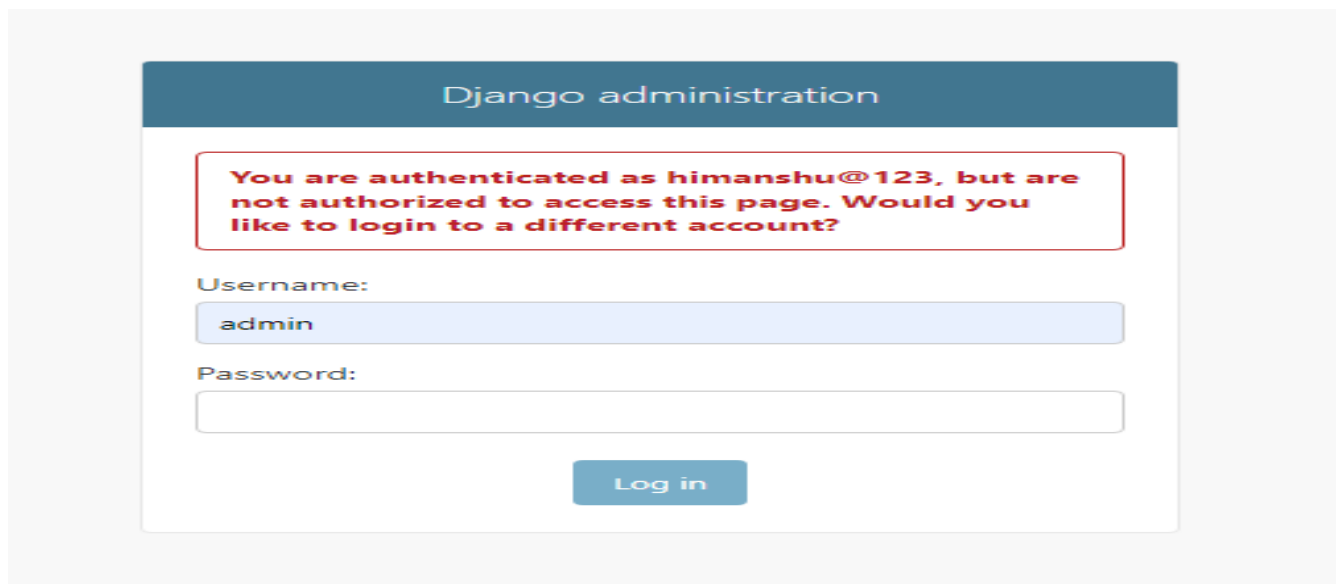 Django administration
You are authenticated as himanshu@123, but are
not authorized to access this page. Would you
like to login to a different account?
Username:
admin
Password:
Log in